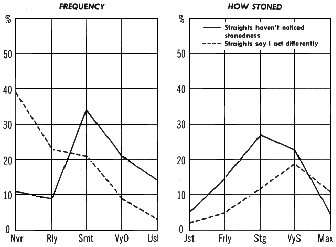 FREQUENCY
HOW STONED
%
50
40
30
20
10
0
Nvr Rly Smt VyO Usl
%
Straights haven't noticed
stonedness
Straights say I act differently
50
40
30
20
10
0
Jst Frly Stg VyS Max